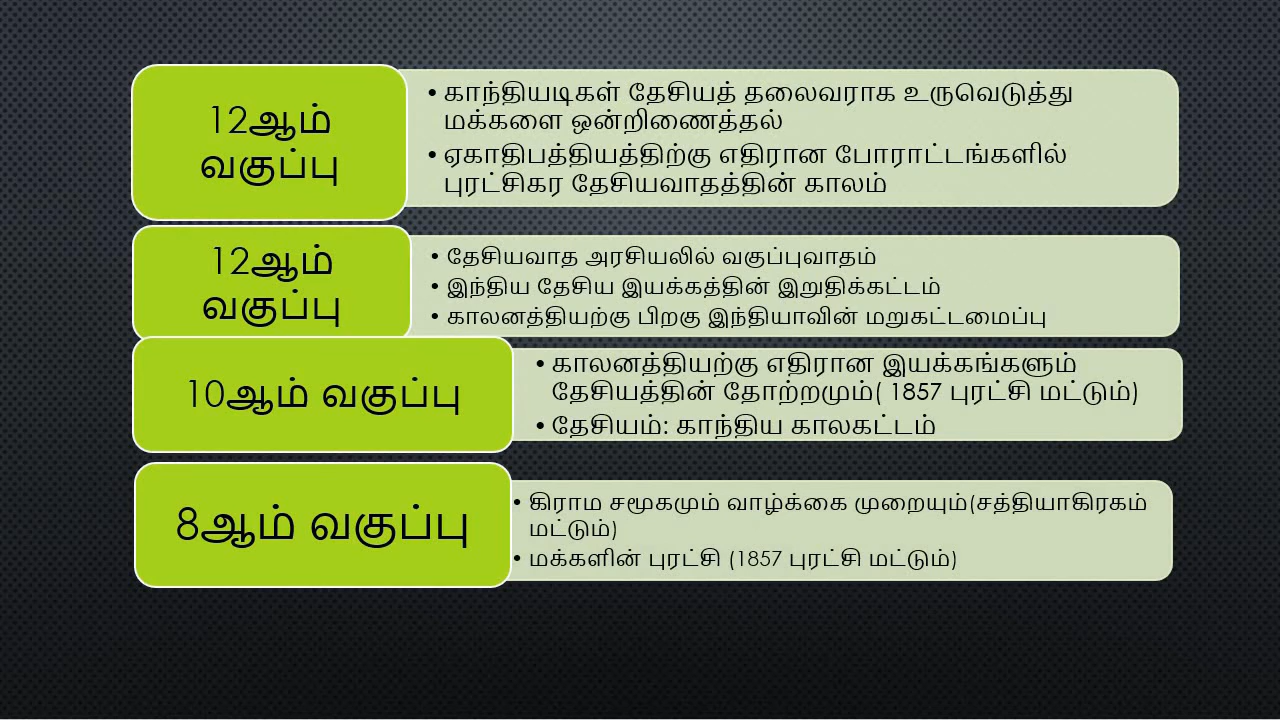 12ஆம்
வகுப்பு
• காந்தியடிகள் தேசியத் தலைவராக உருவெடுத்து
மக்களை ஒன்றிணைத்தல்
• ஏகாதிபத்தியத்திற்கு எதிரான போராட்டங்களில்
புரட்சிகர தேசியவாதத்தின் காலம்
12ஆம்
வகுப்பு
• தேசியவாத அரசியலில் வகுப்புவாதம்
• இந்திய தேசிய இயக்கத்தின் இறுதிக்கட்டம்
• காலனத்தியற்கு பிறகு இந்தியாவின் மறுகட்டமைப்பு
10ஆம் வகுப்பு
• காலனத்தியற்கு எதிரான இயக்கங்களும்
தேசியத்தின் தோற்றமும்( 1857 புரட்சி மட்டும்)
• தேசியம்: காந்திய காலகட்டம்
8ஆம் வகுப்பு
• கிராம சமூகமும் வாழ்க்கை முறையும்(சத்தியாகிரகம்
மட்டும்)
• மக்களின் புரட்சி (1857 புரட்சி மட்டும்)